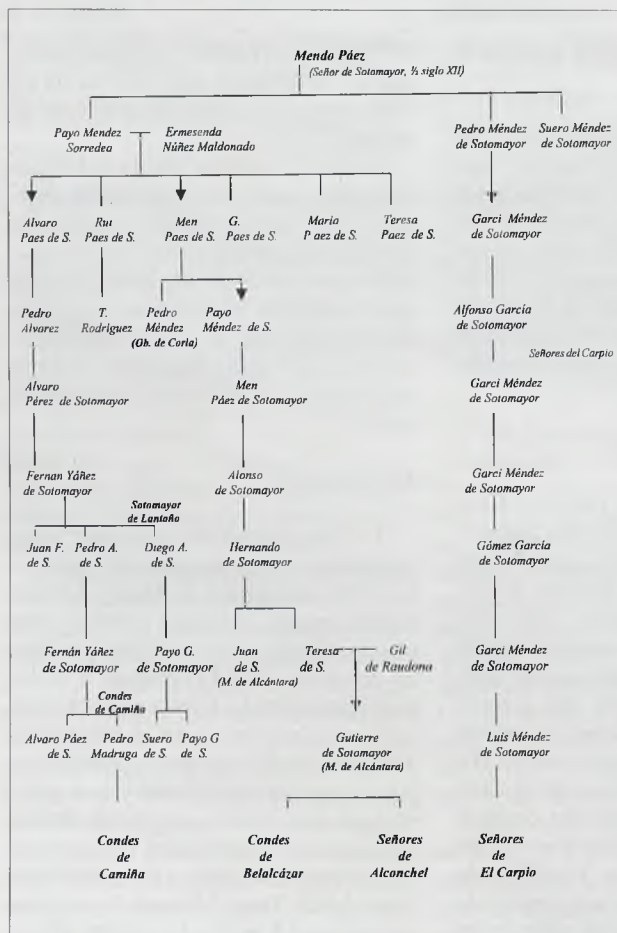 Mendo Páez
(Señor de Sotomayor, ⅓ siglo XII)
Payo Mendez Ermesenda Pedro Méndez Suero Méndez
Sorredea Núñez Maldonado de Sotomayor de Sotomayor
Alvaro Rui Men G. Maria Teresa Garci Méndez
Paes de S. Paes de S. Paes de S. Paes de S. P aez de S. Paez de S. de Sotomayor
Pedro T. Pedro Payo Alfonso García
Alvarez Rodriguez Méndez Méndez de S. de Sotomayor
(Ob. de Coria)
Señores del Carpio
Alvaro Men Garci Méndez
Pérez de Sotomayor Páez de Sotomayor de Sotomayor
Fernan Yáñez Alonso Garci Méndez
de Sotomayor de Sotomayor de Sotomayor
Sotomayor
de Lantaño
Juan F. Pedro A. Diego A. Hernando Gómez García
de S. de S. de S. de Sotomayor de Sotomayor
Fernán Yáñez Payo G. Juan Teresa Gil Garci Méndez
de Sotomayor de Sotomayor de S. de S. de Raudona de Sotomayor
(M. de Alcántara)
Condes
de Camiña
Alvaro Páez Pedro Suero Payo G Gutierre Luis Méndez
de S. Madruga de S. de S. de Sotomayor de Sotomayor
(M. de Alcántara)
Condes Condes Señores Señores
de de de de
Camiña Belalcázar Alconchel El Carpio